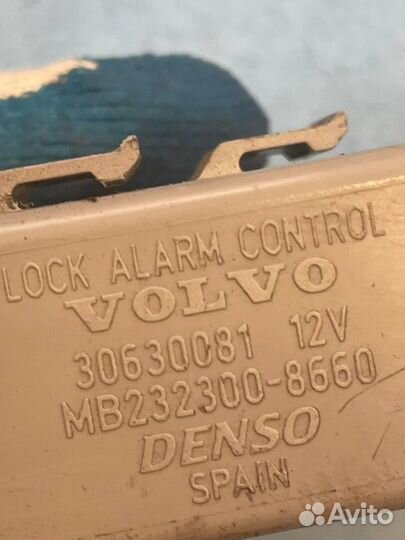 LOCK ALARM CONTROL
VOLVO
30630081 12V
MB232300-8660
DENSO
SPAIN
Avito